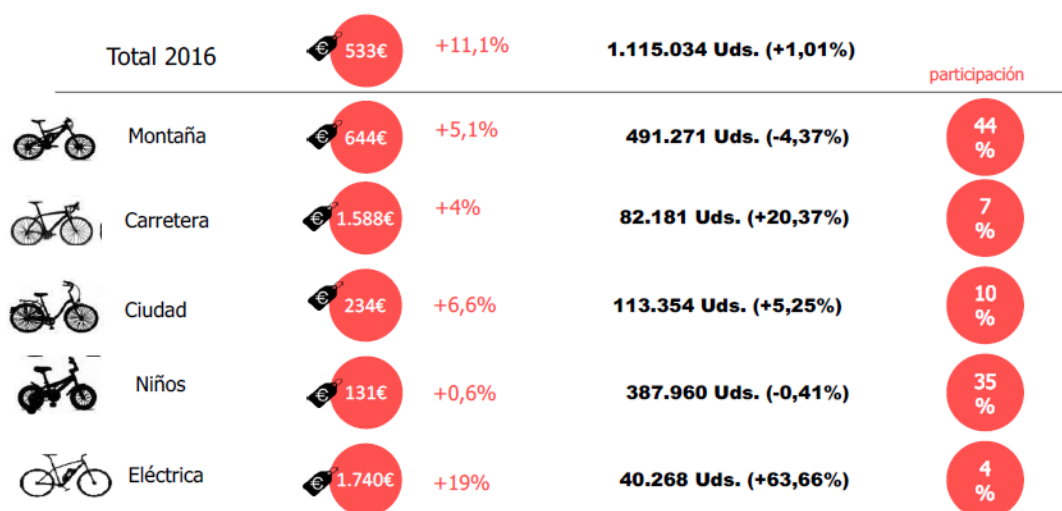 Total 2016 € 533€ +11,1% 1.115.034 Uds. (+1,01%)
participación
Montaña € 644€ +5,1% 491.271 Uds. (-4,37%) 44 %
Carretera € 1.588€ +4% 82.181 Uds. (+20,37%) 7 %
Ciudad € 234€ +6,6% 113.354 Uds. (+5,25%) 10 %
Niños € 131€ +0,6% 387.960 Uds. (-0,41%) 35 %
Eléctrica € 1.740€ +19% 40.268 Uds. (+63,66%) 4 %